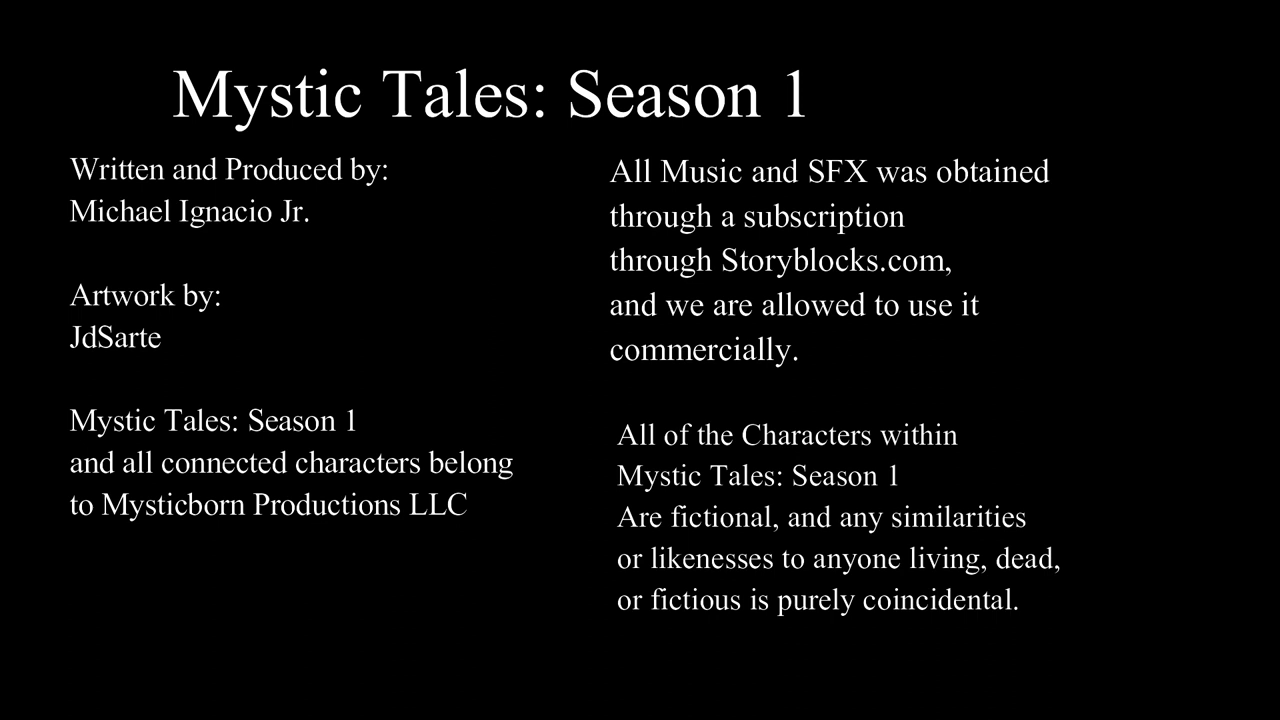 Mystic Tales: Season 1
Written and Produced by:
Michael Ignacio Jr.
Artwork by:
JdSarte
Mystic Tales: Season 1
and all connected characters belong
to Mysticborn Productions LLC
All Music and SFX was obtained
through a subscription
through Storyblocks.com,
and we are allowed to use it
commercially.
All of the Characters within
Mystic Tales: Season 1
Are fictional, and any similarities
or likenesses to anyone living, dead,
or fictious is purely coincidental.